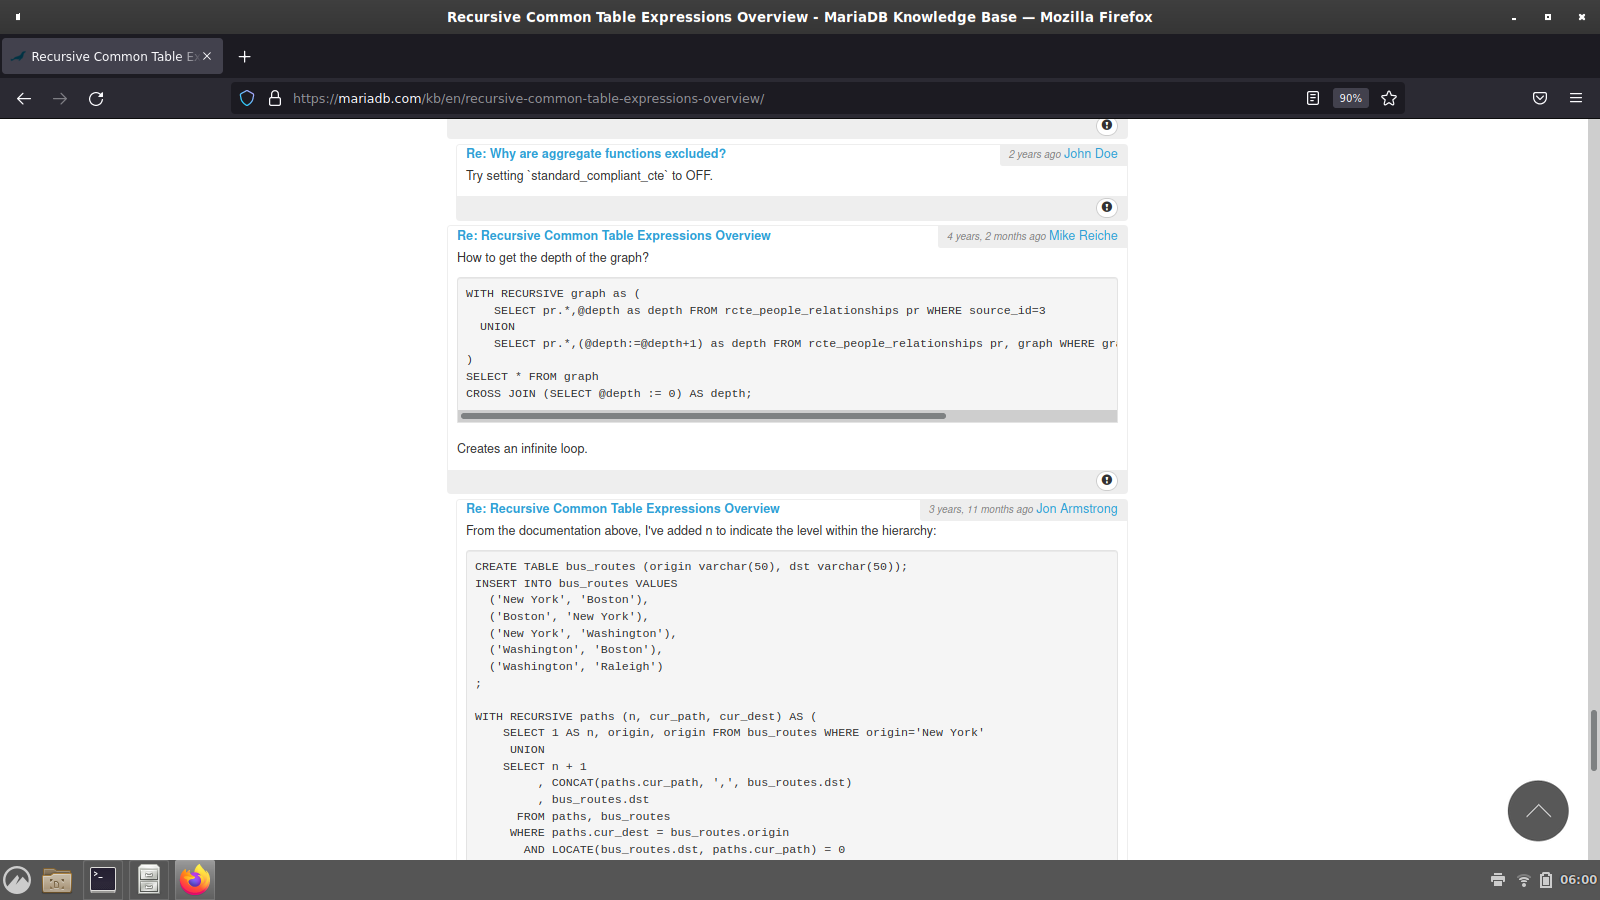 Recursive Common Table Expressions Overview - MariaDB Knowledge Base — Mozilla Firefox
Recursive Common Table Ex
https://mariadb.com/kb/en/recursive-common-table-expressions-overview/
90%
Re: Why are aggregate functions excluded?
2 years ago John Doe
Try setting `standard_compliant_cte` to OFF.
Re: Recursive Common Table Expressions Overview
4 years, 2 months ago Mike Reiche
How to get the depth of the graph?
WITH RECURSIVE graph as (
    SELECT pr.*,@depth as depth FROM rcte_people_relationships pr WHERE source_id=3
  UNION
    SELECT pr.*,(@depth:=@depth+1) as depth FROM rcte_people_relationships pr, graph WHERE gra
)
SELECT * FROM graph
CROSS JOIN (SELECT @depth := 0) AS depth;
Creates an infinite loop.
Re: Recursive Common Table Expressions Overview
3 years, 11 months ago Jon Armstrong
From the documentation above, I've added n to indicate the level within the hierarchy:
CREATE TABLE bus_routes (origin varchar(50), dst varchar(50));
INSERT INTO bus_routes VALUES
  ('New York', 'Boston'),
  ('Boston', 'New York'),
  ('New York', 'Washington'),
  ('Washington', 'Boston'),
  ('Washington', 'Raleigh')
;
WITH RECURSIVE paths (n, cur_path, cur_dest) AS (
    SELECT 1 AS n, origin, origin FROM bus_routes WHERE origin='New York'
     UNION
    SELECT n + 1
         , CONCAT(paths.cur_path, ',', bus_routes.dst)
         , bus_routes.dst
      FROM paths, bus_routes
     WHERE paths.cur_dest = bus_routes.origin
       AND LOCATE(bus_routes.dst, paths.cur_path) = 0
06:00